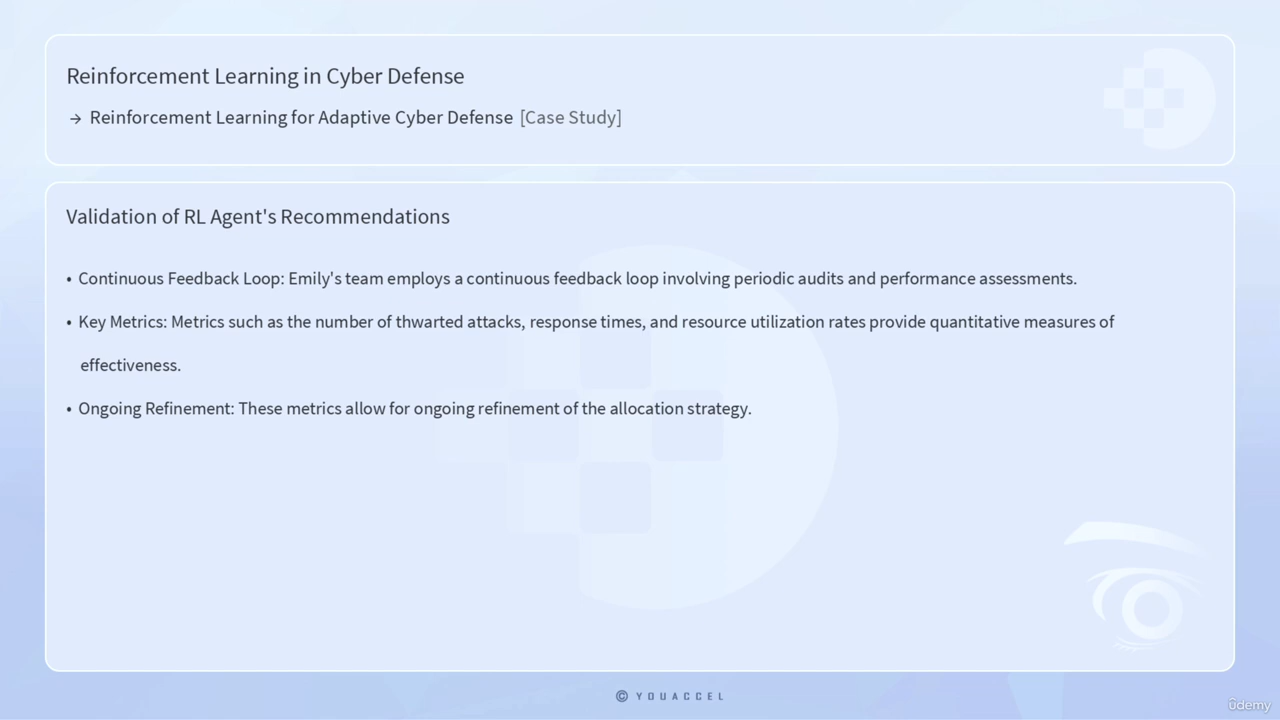 Reinforcement Learning in Cyber Defense
→ Reinforcement Learning for Adaptive Cyber Defense [Case Study]
Validation of RL Agent's Recommendations
• Continuous Feedback Loop: Emily's team employs a continuous feedback loop involving periodic audits and performance assessments.
• Key Metrics: Metrics such as the number of thwarted attacks, response times, and resource utilization rates provide quantitative measures of
effectiveness.
• Ongoing Refinement: These metrics allow for ongoing refinement of the allocation strategy.
© YOUACCEL
ûdemy